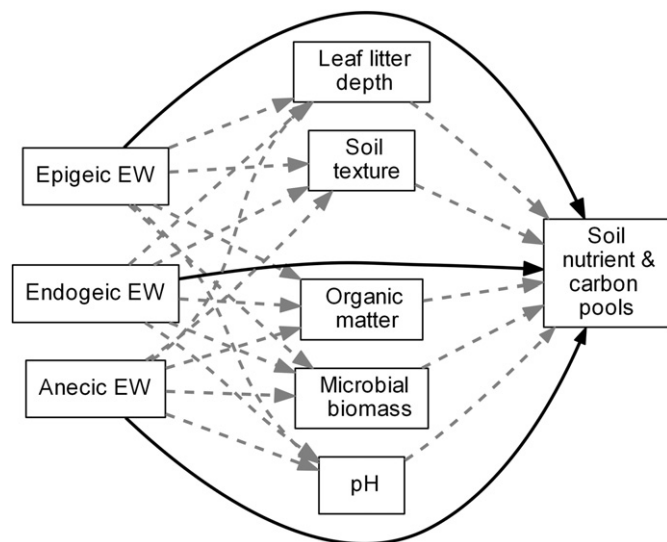 Leaf litter
depth
Soil
texture
Epigeic EW
Endogeic EW
Anecic EW
Organic
matter
Microbial
biomass
pH
Soil
nutrient &
carbon
pools